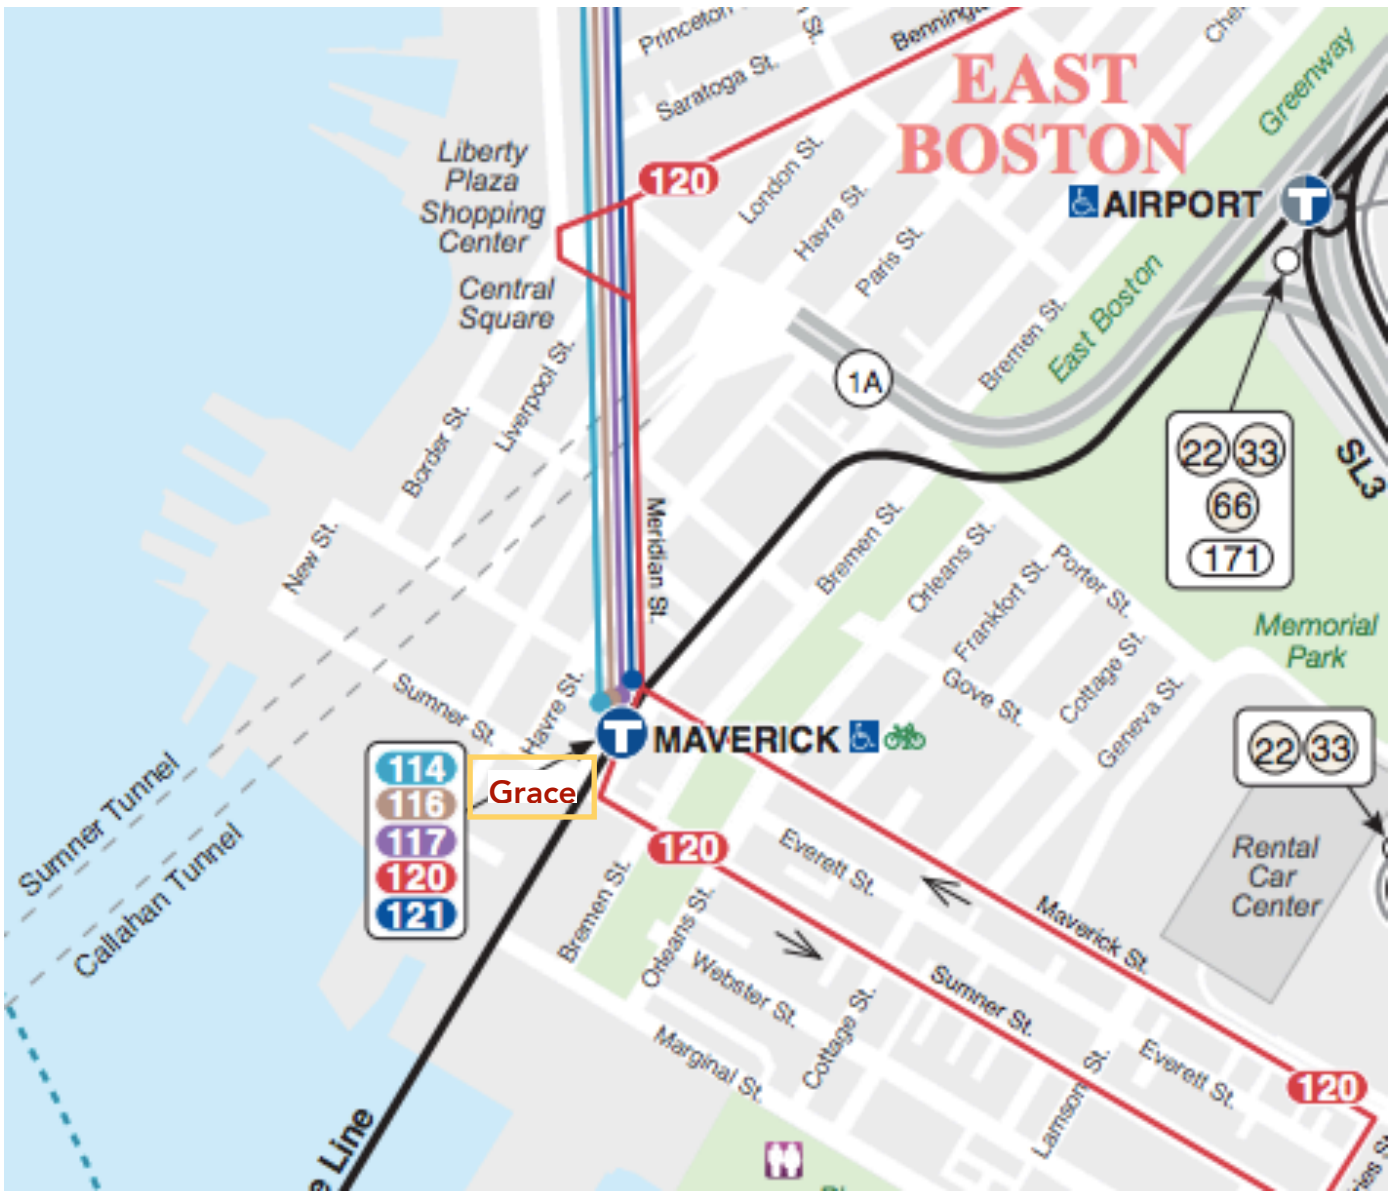 Princeton
St.
Bennington
Che
Saratoga St.
EAST
BOSTON
Greenway
Liberty
Plaza
Shopping
Center
120
London St.
Havre St.
Paris St.
T
AIRPORT
Central
Square
East Boston
Bremen St.
1A
Liverpool St.
Border St.
22 33
66
171
SL3
New St.
Meridian St.
Bremen St.
Orleans St.
Frankfort St.
Porter St.
Cottage St.
Geneva St.
Gove St.
Memorial
Park
Sumner St.
Havre St.
T
MAVERICK
22 33
114
116
117
120
121
Grace
Sumner Tunnel
Callahan Tunnel
120
Everett St.
Rental
Car
Center
Bremen St.
Orleans St.
Maverick St.
Webster St.
Sumner St.
Cottage St.
Marginal St.
Lamson St.
Everett St.
120
e Line
ries S